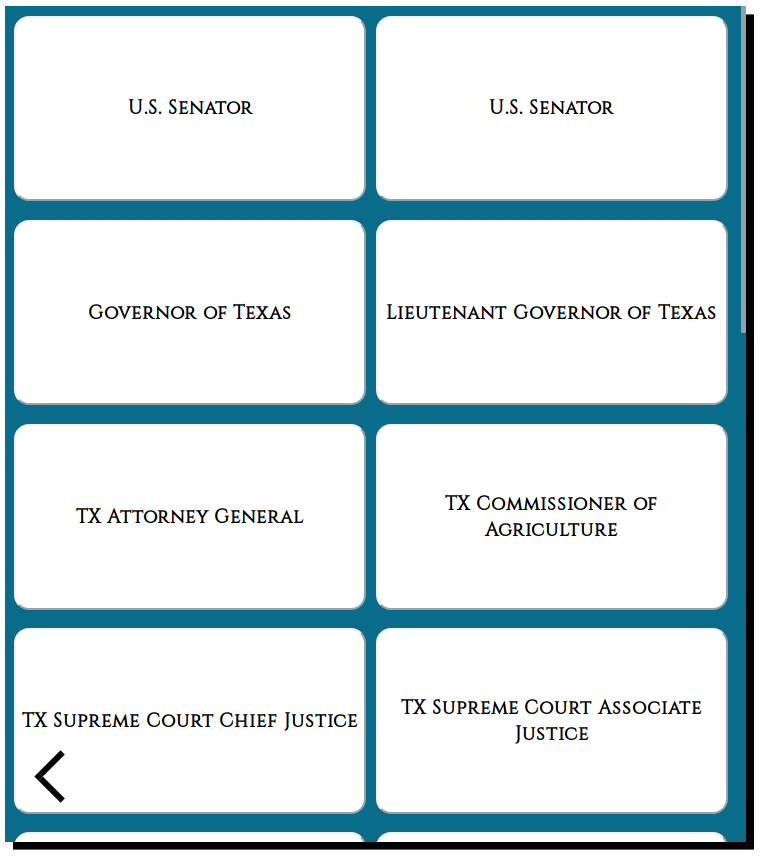 U.S. Senator
U.S. Senator
Governor of Texas
Lieutenant Governor of Texas
TX Attorney General
TX Commissioner of
Agriculture
TX Supreme Court Chief Justice
TX Supreme Court Associate
Justice